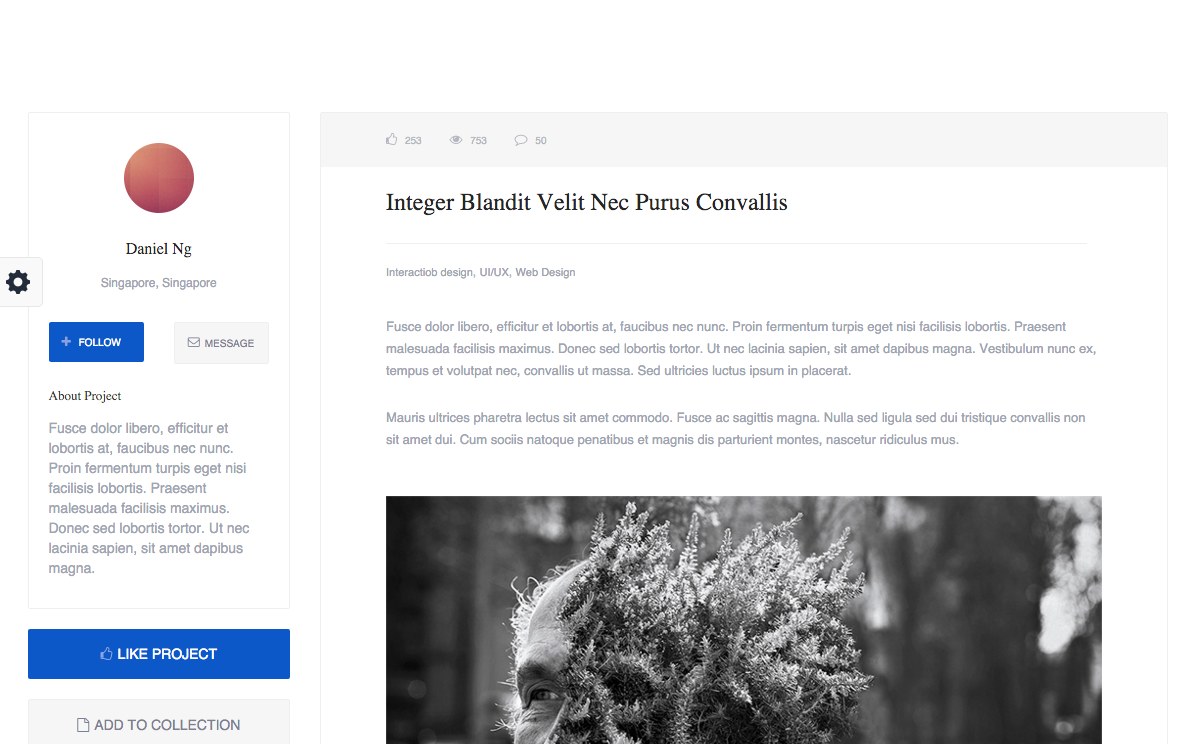 Daniel Ng
Singapore, Singapore
FOLLOW
MESSAGE
About Project
Fusce dolor libero, efficitur et
lobortis at, faucibus nec nunc.
Proin fermentum turpis eget nisi
facilisis lobortis. Praesent
malesuada facilisis maximus.
Donec sed lobortis tortor. Ut nec
lacinia sapien, sit amet dapibus
magna.
LIKE PROJECT
ADD TO COLLECTION
253 753 50
Integer Blandit Velit Nec Purus Convallis
Interactiob design, UI/UX, Web Design
Fusce dolor libero, efficitur et lobortis at, faucibus nec nunc. Proin fermentum turpis eget nisi facilisis lobortis. Praesent
malesuada facilisis maximus. Donec sed lobortis tortor. Ut nec lacinia sapien, sit amet dapibus magna. Vestibulum nunc ex,
tempus et volutpat nec, convallis ut massa. Sed ultricies luctus ipsum in placerat.
Mauris ultrices pharetra lectus sit amet commodo. Fusce ac sagittis magna. Nulla sed ligula sed dui tristique convallis non
sit amet dui. Cum sociis natoque penatibus et magnis dis parturient montes, nascetur ridiculus mus.